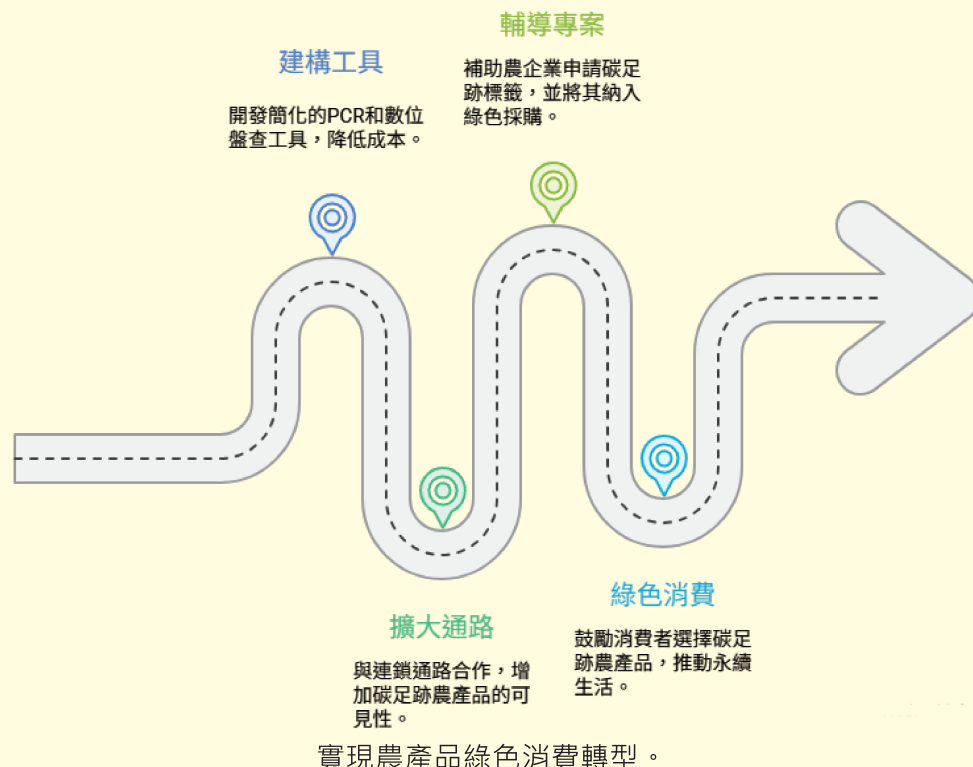 建構工具
開發簡化的PCR和數位
盤查工具，降低成本。
輔導專案
補助農企業申請碳足
跡標籤，並將其納入
綠色採購。
擴大通路
與連鎖通路合作，增
加碳足跡農產品的可
見性。
綠色消費
鼓勵消費者選擇碳足
跡農產品，推動永續
生活。
實現農產品綠色消費轉型。